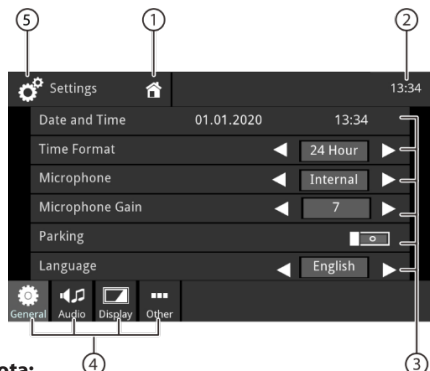 5 1 2
Settings 13:34
Date and Time 01.01.2020 13:34
Time Format 24 Hour
Microphone Internal
Microphone Gain 7
Parking
Language English
General Audio Display Other
4 3
ota: